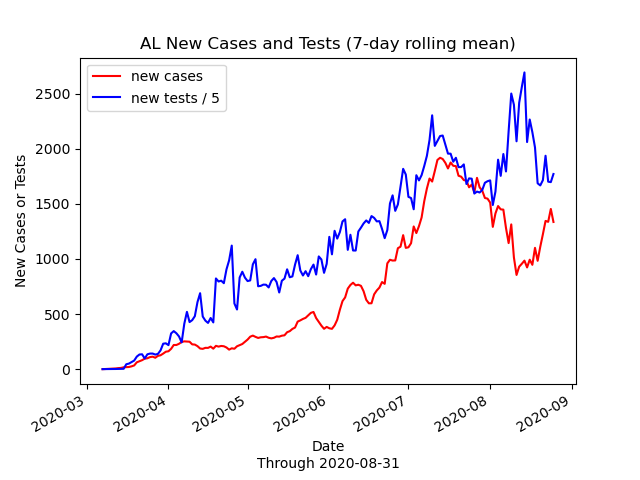 AL New Cases and Tests (7-day rolling mean)
new cases
new tests / 5
New Cases or Tests
2500
2000
1500
1000
500
0
2020-03
2020-04
2020-05
2020-06
2020-07
2020-08
2020-09
Date
Through 2020-08-31